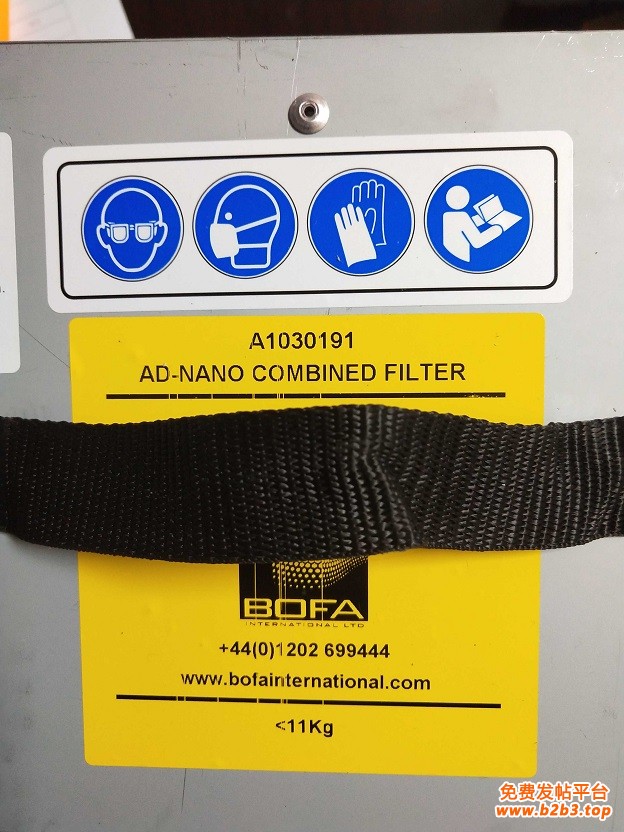 A1030191
AD-NANO COMBINED FILTER
BOFA
INTERNATIONAL LTD
+44(0)1202 699444
www.bofainternational.com
<11Kg
免费发帖平台
www.b2b3.top